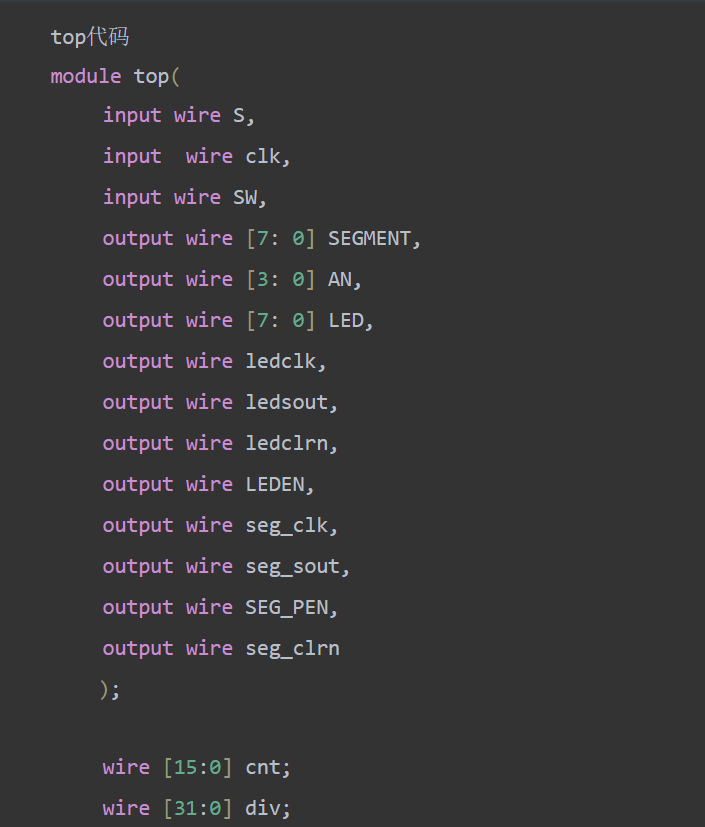 top代码
module top(
input wire S,
input  wire clk,
input wire SW,
output wire [7: 0] SEGMENT,
output wire [3: 0] AN,
output wire [7: 0] LED,
output wire ledclk,
output wire ledsout,
output wire ledclrn,
output wire LEDEN,
output wire seg_clk,
output wire seg_sout,
output wire SEG_PEN,
output wire seg_clrn
);
wire [15:0] cnt;
wire [31:0] div;